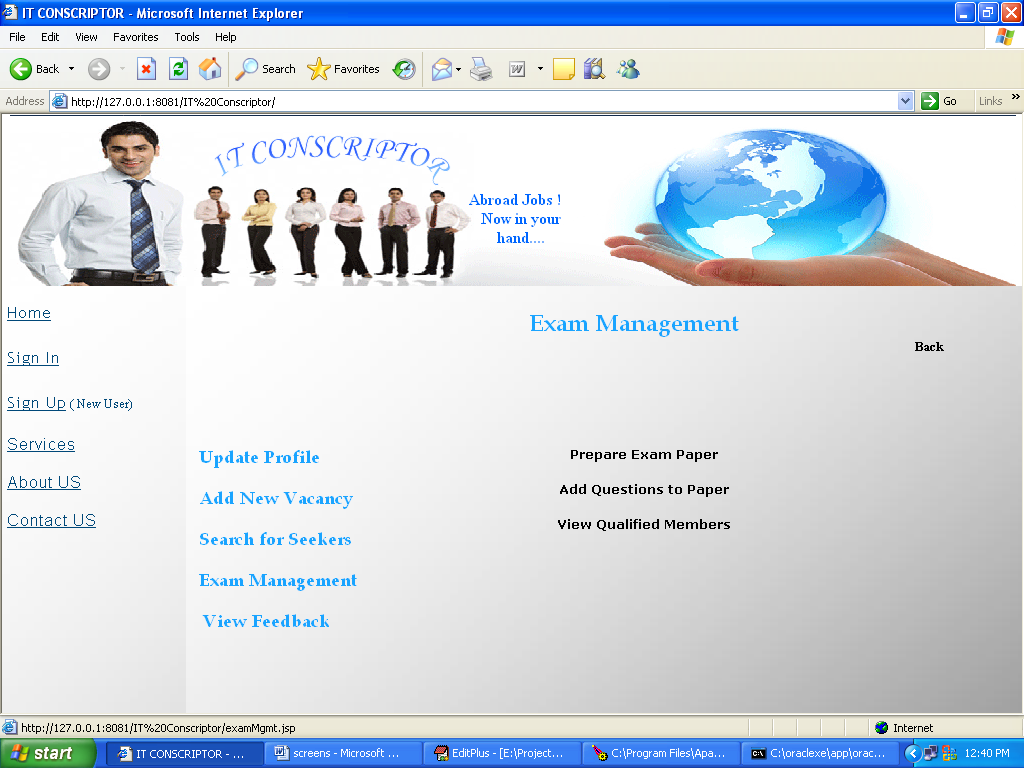 IT CONSCRIPTOR - Microsoft Internet Explorer
File Edit View Favorites Tools Help
Back Search Favorites
Address http://127.0.0.1:8081/IT%20Conscriptor/ Go Links »
IT CONSCRIPTOR
Abroad Jobs !
Now in your
hand....
Home
Sign In
Sign Up ( New User)
Services
About US
Contact US
Exam Management
Back
Update Profile
Add New Vacancy
Search for Seekers
Exam Management
View Feedback
Prepare Exam Paper
Add Questions to Paper
View Qualified Members
http://127.0.0.1:8081/IT%20Conscriptor/examMgmt.jsp Internet
start IT CONSCRIPTOR - ... screens - Microsoft ... EditPlus - [E:\Project... C:\Program Files\Apa... C:\oraclexe\app\orac... 12:40 PM